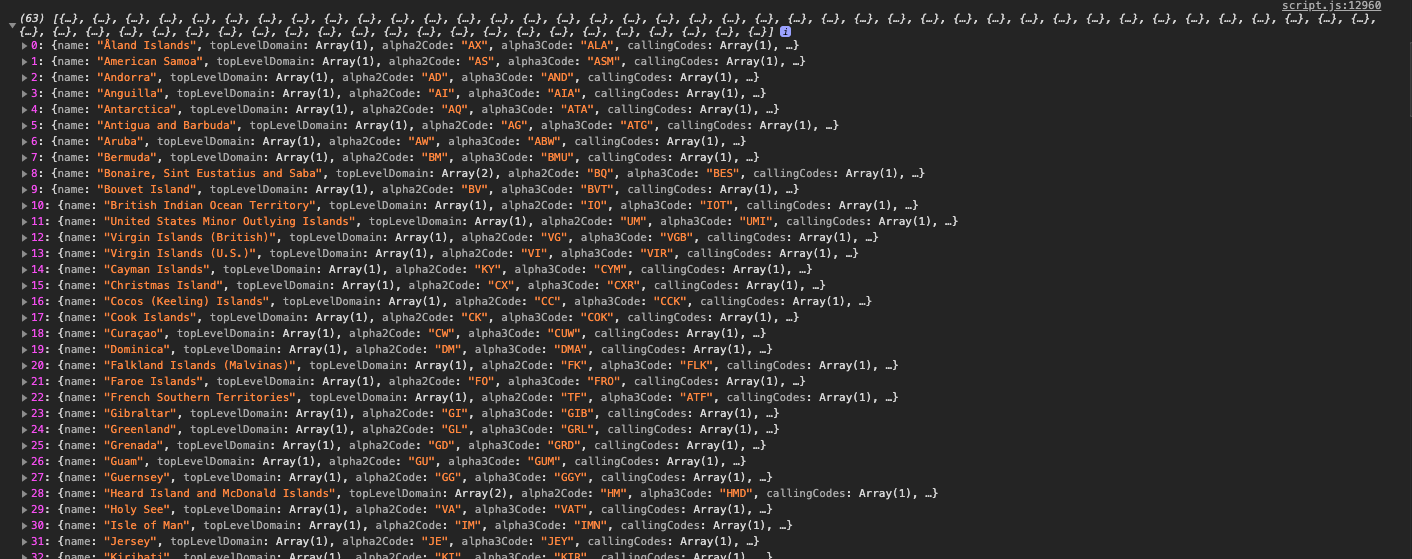 script.js:12960
(63) [{…}, {…}, {…}, {…}, {…}, {…}, {…}, {…}, {…}, {…}, {…}, {…}, {…}, {…}, {…}, {…}, {…}, {…}, {…}, {…}, {…}, {…}, {…}, {…}, {…}, {…}, {…}, {…}, {…}, {…}, {…}, {…}, {…}, {…}, {…}, {…}, {…}, {…}, {…}, {…},
{…}, {…}, {…}, {…}, {…}, {…}, {…}, {…}, {…}, {…}, {…}, {…}, {…}, {…}, {…}, {…}, {…}, {…}, {…}, {…}, {…}, {…}, {…}] i
0: {name: "Åland Islands", topLevelDomain: Array(1), alpha2Code: "AX", alpha3Code: "ALA", callingCodes: Array(1), …}
1: {name: "American Samoa", topLevelDomain: Array(1), alpha2Code: "AS", alpha3Code: "ASM", callingCodes: Array(1), …}
2: {name: "Andorra", topLevelDomain: Array(1), alpha2Code: "AD", alpha3Code: "AND", callingCodes: Array(1), …}
3: {name: "Anguilla", topLevelDomain: Array(1), alpha2Code: "AI", alpha3Code: "AIA", callingCodes: Array(1), …}
4: {name: "Antarctica", topLevelDomain: Array(1), alpha2Code: "AQ", alpha3Code: "ATA", callingCodes: Array(1), …}
5: {name: "Antigua and Barbuda", topLevelDomain: Array(1), alpha2Code: "AG", alpha3Code: "ATG", callingCodes: Array(1), …}
6: {name: "Aruba", topLevelDomain: Array(1), alpha2Code: "AW", alpha3Code: "ABW", callingCodes: Array(1), …}
7: {name: "Bermuda", topLevelDomain: Array(1), alpha2Code: "BM", alpha3Code: "BMU", callingCodes: Array(1), …}
8: {name: "Bonaire, Sint Eustatius and Saba", topLevelDomain: Array(2), alpha2Code: "BQ", alpha3Code: "BES", callingCodes: Array(1), …}
9: {name: "Bouvet Island", topLevelDomain: Array(1), alpha2Code: "BV", alpha3Code: "BVT", callingCodes: Array(1), …}
10: {name: "British Indian Ocean Territory", topLevelDomain: Array(1), alpha2Code: "IO", alpha3Code: "IOT", callingCodes: Array(1), …}
11: {name: "United States Minor Outlying Islands", topLevelDomain: Array(1), alpha2Code: "UM", alpha3Code: "UMI", callingCodes: Array(1), …}
12: {name: "Virgin Islands (British)", topLevelDomain: Array(1), alpha2Code: "VG", alpha3Code: "VGB", callingCodes: Array(1), …}
13: {name: "Virgin Islands (U.S.)", topLevelDomain: Array(1), alpha2Code: "VI", alpha3Code: "VIR", callingCodes: Array(1), …}
14: {name: "Cayman Islands", topLevelDomain: Array(1), alpha2Code: "KY", alpha3Code: "CYM", callingCodes: Array(1), …}
15: {name: "Christmas Island", topLevelDomain: Array(1), alpha2Code: "CX", alpha3Code: "CXR", callingCodes: Array(1), …}
16: {name: "Cocos (Keeling) Islands", topLevelDomain: Array(1), alpha2Code: "CC", alpha3Code: "CCK", callingCodes: Array(1), …}
17: {name: "Cook Islands", topLevelDomain: Array(1), alpha2Code: "CK", alpha3Code: "COK", callingCodes: Array(1), …}
18: {name: "Curaçao", topLevelDomain: Array(1), alpha2Code: "CW", alpha3Code: "CUW", callingCodes: Array(1), …}
19: {name: "Dominica", topLevelDomain: Array(1), alpha2Code: "DM", alpha3Code: "DMA", callingCodes: Array(1), …}
20: {name: "Falkland Islands (Malvinas)", topLevelDomain: Array(1), alpha2Code: "FK", alpha3Code: "FLK", callingCodes: Array(1), …}
21: {name: "Faroe Islands", topLevelDomain: Array(1), alpha2Code: "FO", alpha3Code: "FRO", callingCodes: Array(1), …}
22: {name: "French Southern Territories", topLevelDomain: Array(1), alpha2Code: "TF", alpha3Code: "ATF", callingCodes: Array(1), …}
23: {name: "Gibraltar", topLevelDomain: Array(1), alpha2Code: "GI", alpha3Code: "GIB", callingCodes: Array(1), …}
24: {name: "Greenland", topLevelDomain: Array(1), alpha2Code: "GL", alpha3Code: "GRL", callingCodes: Array(1), …}
25: {name: "Grenada", topLevelDomain: Array(1), alpha2Code: "GD", alpha3Code: "GRD", callingCodes: Array(1), …}
26: {name: "Guam", topLevelDomain: Array(1), alpha2Code: "GU", alpha3Code: "GUM", callingCodes: Array(1), …}
27: {name: "Guernsey", topLevelDomain: Array(1), alpha2Code: "GG", alpha3Code: "GGY", callingCodes: Array(1), …}
28: {name: "Heard Island and McDonald Islands", topLevelDomain: Array(2), alpha2Code: "HM", alpha3Code: "HMD", callingCodes: Array(1), …}
29: {name: "Holy See", topLevelDomain: Array(1), alpha2Code: "VA", alpha3Code: "VAT", callingCodes: Array(1), …}
30: {name: "Isle of Man", topLevelDomain: Array(1), alpha2Code: "IM", alpha3Code: "IMN", callingCodes: Array(1), …}
31: {name: "Jersey", topLevelDomain: Array(1), alpha2Code: "JE", alpha3Code: "JEY", callingCodes: Array(1), …}
32: {name: "Kiribati", topLevelDomain: Array(1), alpha2Code: "KI", alpha3Code: "KIR", callingCodes: Array(1), …}